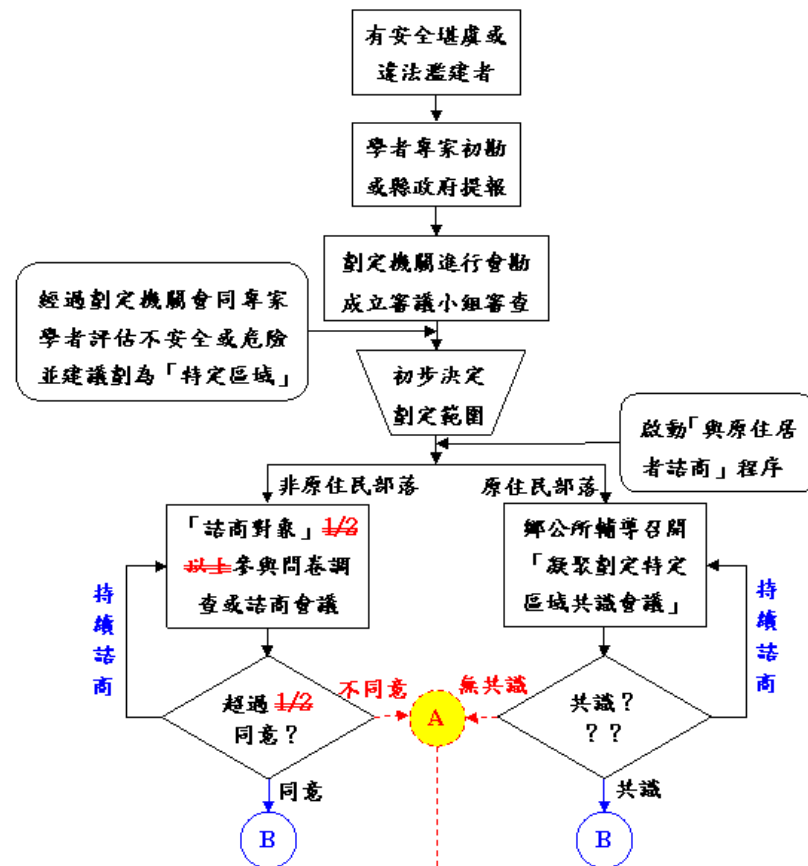 有安全堪虞或
違法濫建者
學者專家初勘
或縣政府提報
劃定機關進行會勘
成立審議小組審查
經過劃定機關會同專家
學者評估不安全或危險
並建議劃為「特定區域」
初步決定
劃定範圍
啟動「與原住居
者諮商」程序
非原住民部落
原住民部落
「諮商對象」1/2
以上參與問卷調
查或諮商會議
鄉公所輔導召開
「凝聚劃定特定
區域共識會議」
持續諮商
持續諮商
超過1/2
同意？
不同意
A
無共識
共識？
？？
同意
共識
B
B